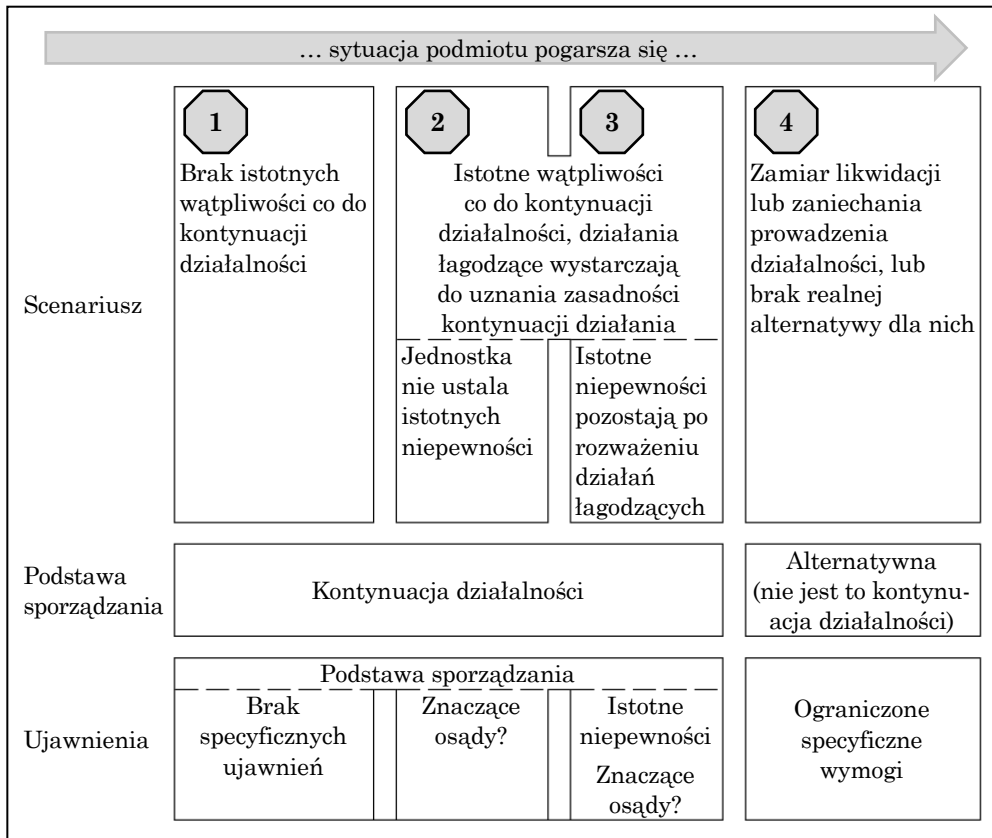 … sytuacja podmiotu pogarsza się …
Scenariusz
1
Brak istotnych
wątpliwości co do
kontynuacji
działalności
2
3
Istotne wątpliwości
co do kontynuacji
działalności, działania
łagodzące wystarczają
do uznania zasadności
kontynuacji działania
Jednostka
nie ustala
istotnych
niepewności
Istotne
niepewności
pozostają po
rozważeniu
działań
łagodzących
4
Zamiar likwidacji
lub zaniechania
prowadzenia
działalności, lub
brak realnej
alternatywy dla nich
Podstawa
sporządzania
Kontynuacja działalności
Alternatywna
(nie jest to kontynu-
acja działalności)
Ujawnienia
Podstawa sporządzania
Brak
specyficznych
ujawnień
Znaczące
osądy?
Istotne
niepewności
Znaczące
osądy?
Ograniczone
specyficzne
wymogi